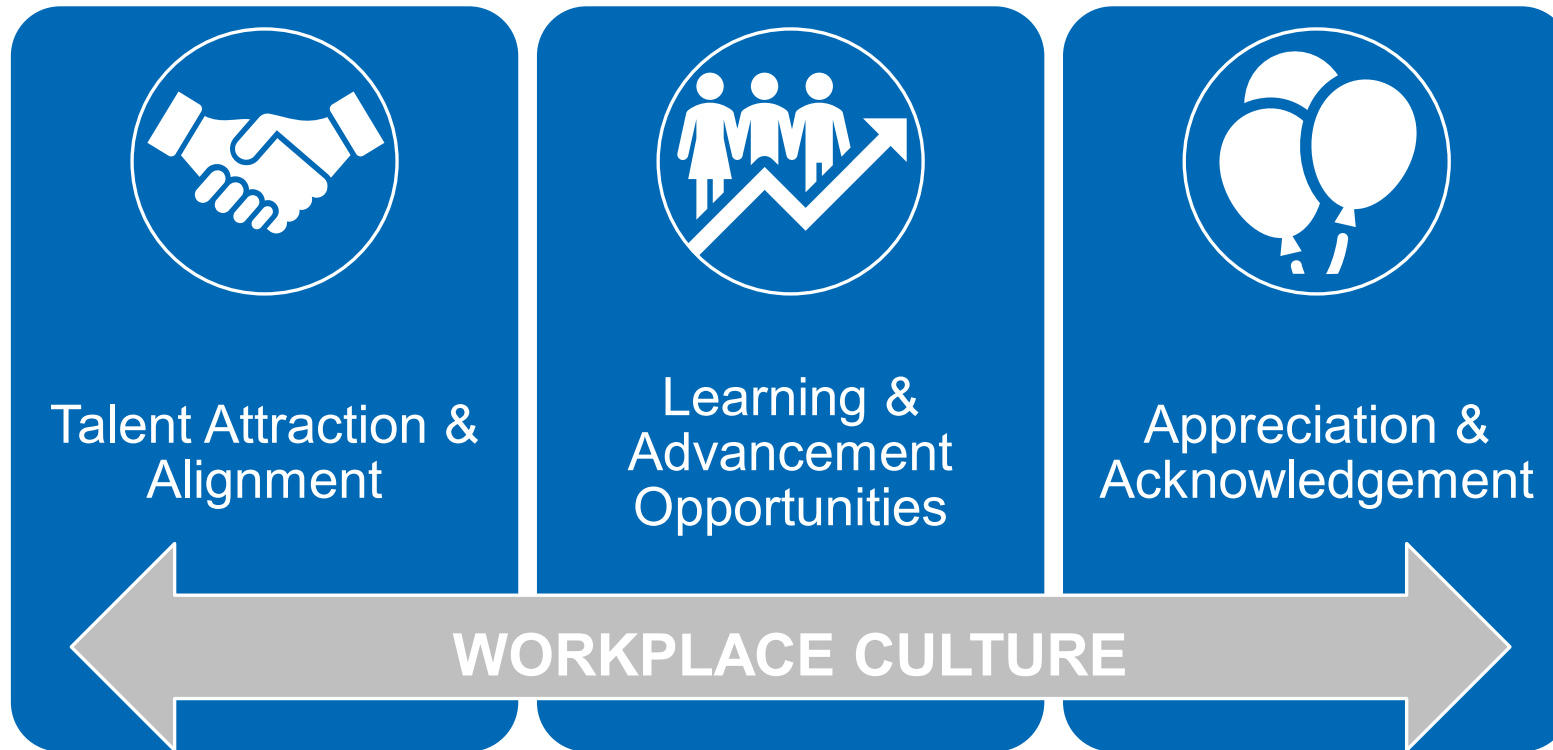 Talent Attraction &
Alignment
Learning &
Advancement
Opportunities
Appreciation &
Acknowledgement
WORKPLACE CULTURE